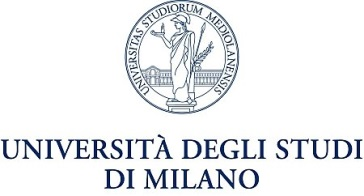 UNIVERSITAS STUDIORUM MEDIOLANENSIS
UNIVERSITÀ DEGLI STUDI
DI MILANO